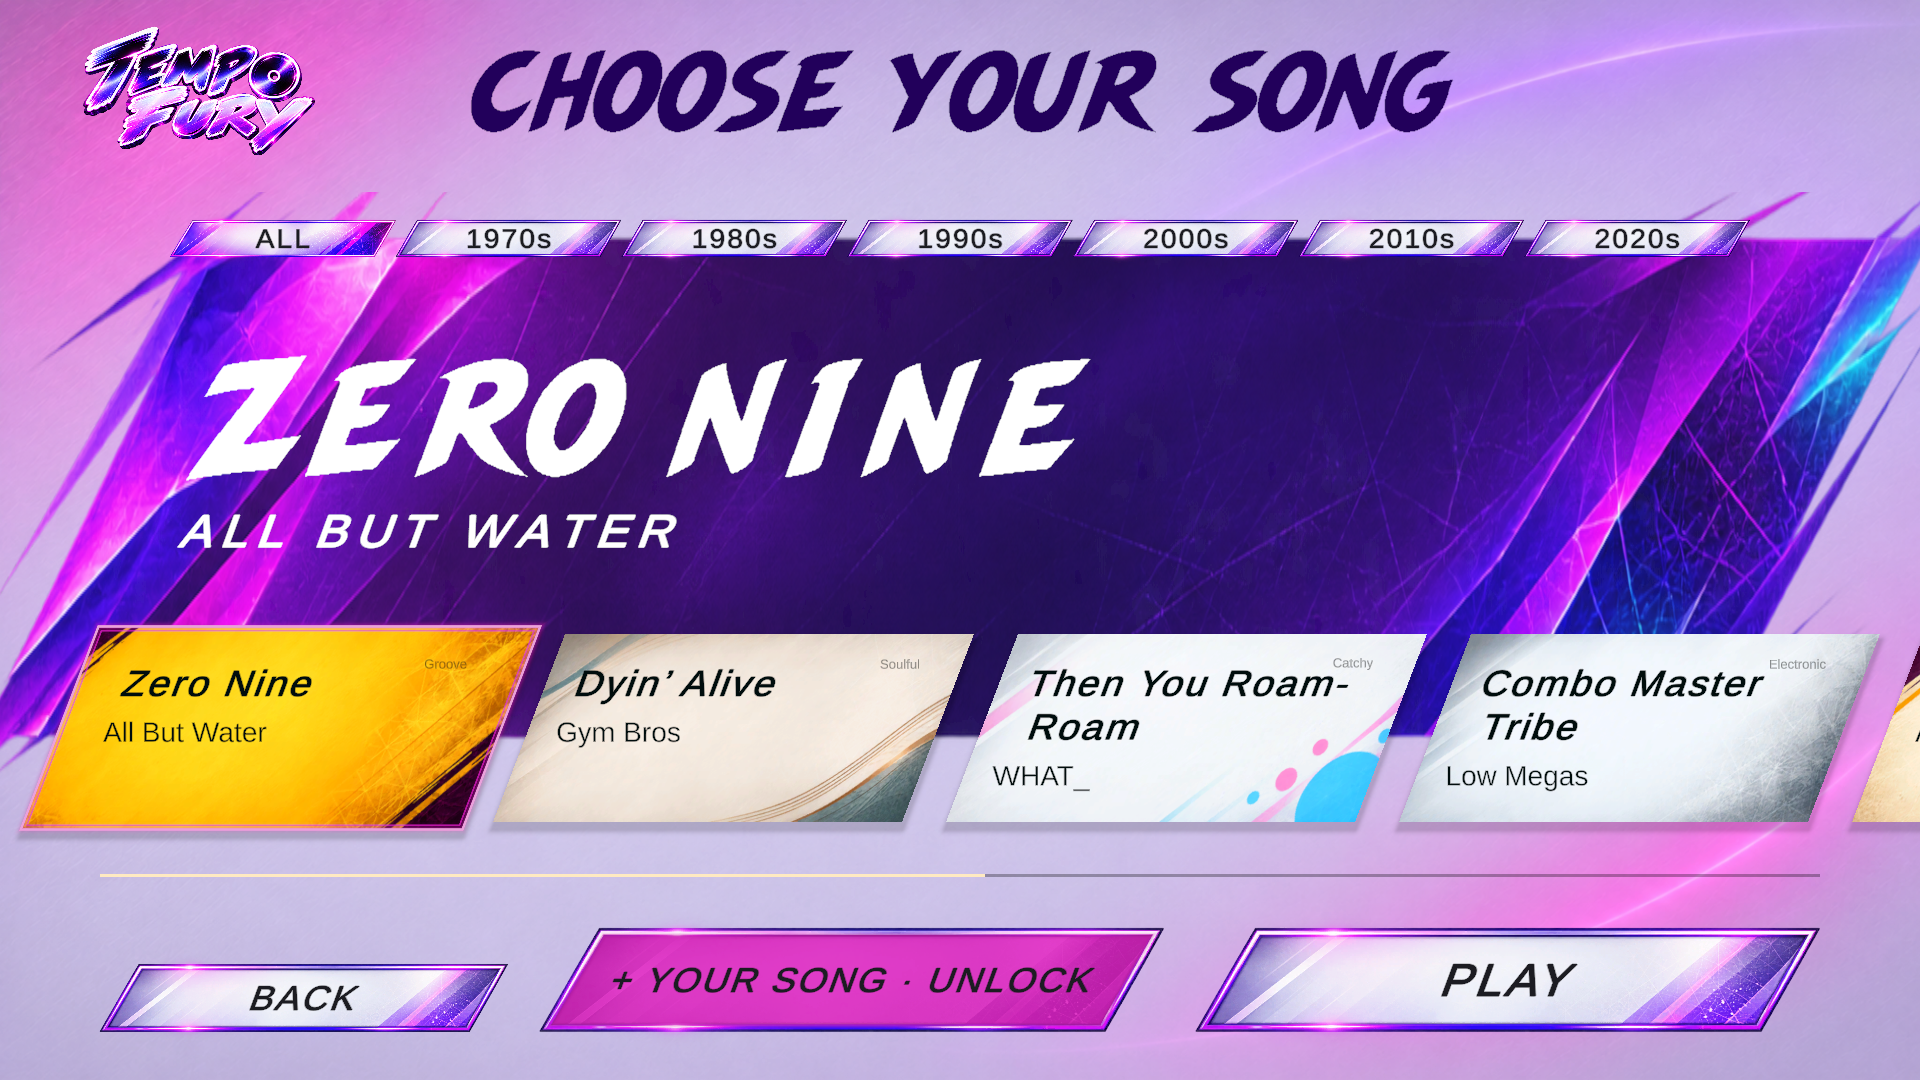 TEMPO
FURY
CHOOSE YOUR SONG
ALL
1970s
1980s
1990s
2000s
2010s
2020s
ZERO NINE
ALL BUT WATER
Zero Nine
Groove
All But Water
Dyin’ Alive
Soulful
Gym Bros
Then You Roam-
Roam
Catchy
WHAT_
Combo Master
Tribe
Electronic
Low Megas
BACK
+ YOUR SONG · UNLOCK
PLAY